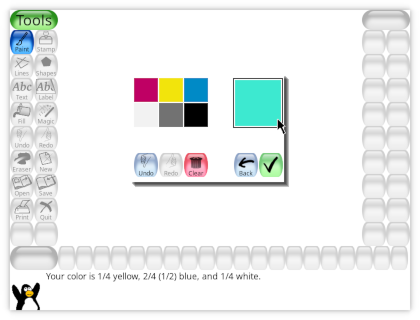 Tools
Paint
Stamp
Lines
Shapes
Abc
Text
Abc
Label
Fill
Magic
Undo
Redo
Eraser
New
Open
Save
Print
Quit
Undo
Redo
Clear
Back
Your color is 1/4 yellow, 2/4 (1/2) blue, and 1/4 white.